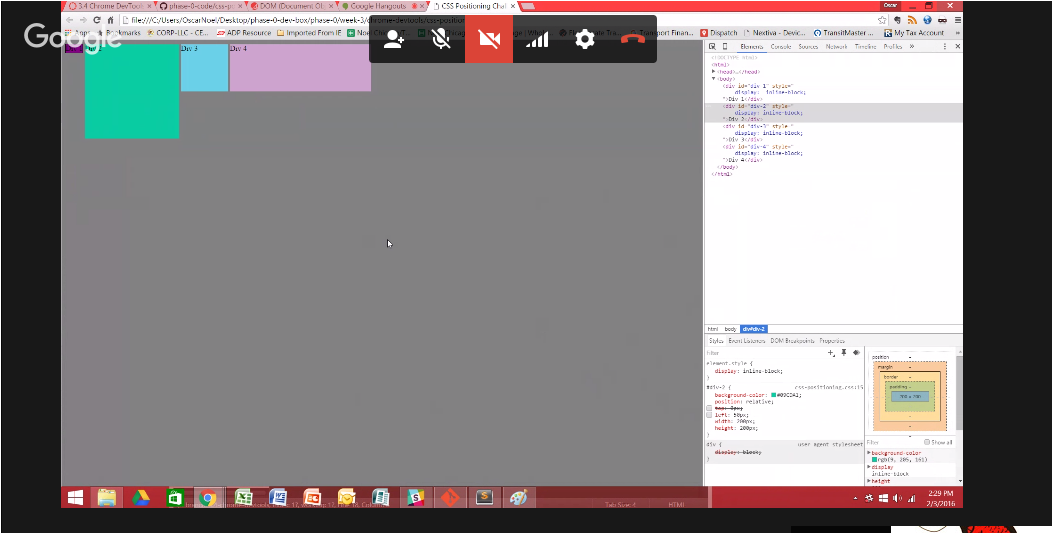 3.4 Chrome DevTools
phase-0-code/css-po
DOM (Document Ob
Google Hangouts
CSS Positioning Chal
Oscar
file:///C:/Users/OscarNoel/Desktop/phase-0-dev-box/phase-0/week-3/chrome-devtools/css-position
Bookmarks
CORP-LLC - CE...
ADP Resource
Imported From IE
Dispatch
Nextiva - Devic...
TransitMaster
My Tax Account
Google
Div 3
Div 4
Elements
Console
Sources
Network
Timeline
Profiles
<html>
<head>…</head>
<body>
<div id="div-1" style="
display: inline-block;
">Div 1</div>
<div id="div-2" style="
display: inline-block;
">Div 2</div>
<div id="div-3" style="
display: inline-block;
">Div 3</div>
<div id="div-4" style="
display: inline-block;
">Div 4</div>
</body>
</html>
html body div#div-2
Styles Event Listeners DOM Breakpoints Properties
Filter
element.style {
display: inline-block;
}
#div-2 {
css-positioning.css:15
background-color: #09CDA1;
position: relative;
top: 0px;
left: 50px;
width: 200px;
height: 200px;
}
div {
user agent stylesheet
display: block;
}
position
margin
border
padding
200 × 200
Filter
Show all
background-color
rgb(9, 205, 161)
display
inline-block
height
Tab Size: 4
HTML
2:29 PM
2/3/2016